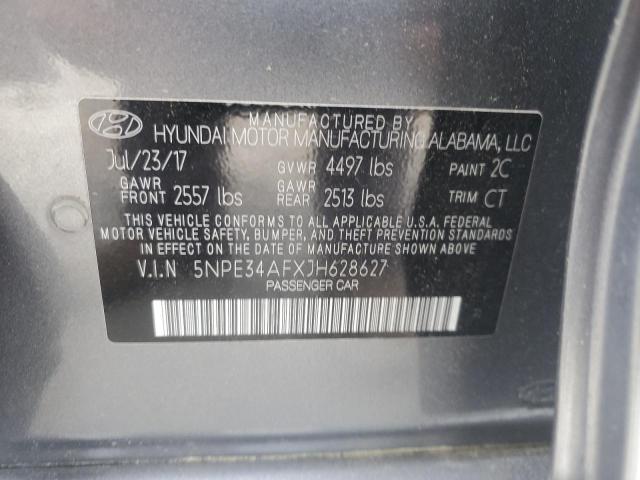 MANUFACTURED BY
HYUNDAI MOTOR MANUFACTURING ALABAMA, LLC
Jul/23/17 GVWR 4497 lbs PAINT 2C
GAWR FRONT 2557 lbs GAWR REAR 2513 lbs TRIM CT
THIS VEHICLE CONFORMS TO ALL APPLICABLE U.S.A. FEDERAL
MOTOR VEHICLE SAFETY, BUMPER, AND THEFT PREVENTION STANDARDS
IN EFFECT ON THE DATE OF MANUFACTURE SHOWN ABOVE.
V.I.N 5NPE34AFXJH628627
PASSENGER CAR